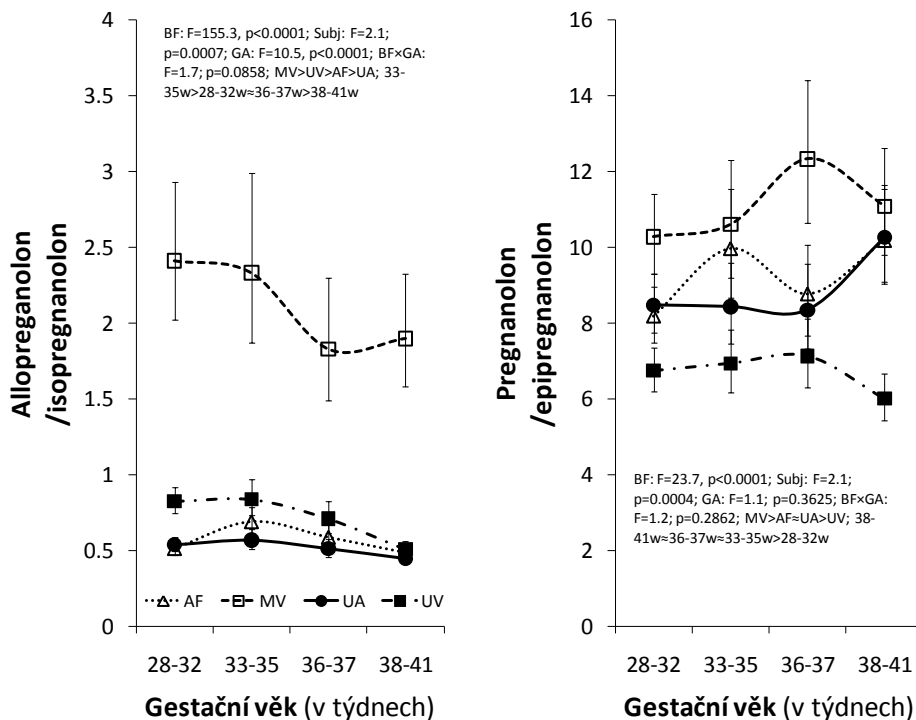 Allopreganolon
/isopregnanolon
4
3.5
3
2.5
2
1.5
1
0.5
0
BF: F=155.3, p<0.0001; Subj: F=2.1;
p=0.0007; GA: F=10.5, p<0.0001; BF×GA:
F=1.7; p=0.0858; MV>UV>AF>UA; 33-
35w>28-32w≈36-37w>38-41w
AF MV UA UV
28-32 33-35 36-37 38-41
Gestační věk (v týdnech)
Pregnanolon
/epipregnanolon
16
14
12
10
8
6
4
2
0
BF: F=23.7, p<0.0001; Subj: F=2.1;
p=0.0004; GA: F=1.1; p=0.3625; BF×GA:
F=1.2; p=0.2862; MV>AF≈UA>UV; 38-
41w≈36-37w≈33-35w>28-32w
28-32 33-35 36-37 38-41
Gestační věk (v týdnech)